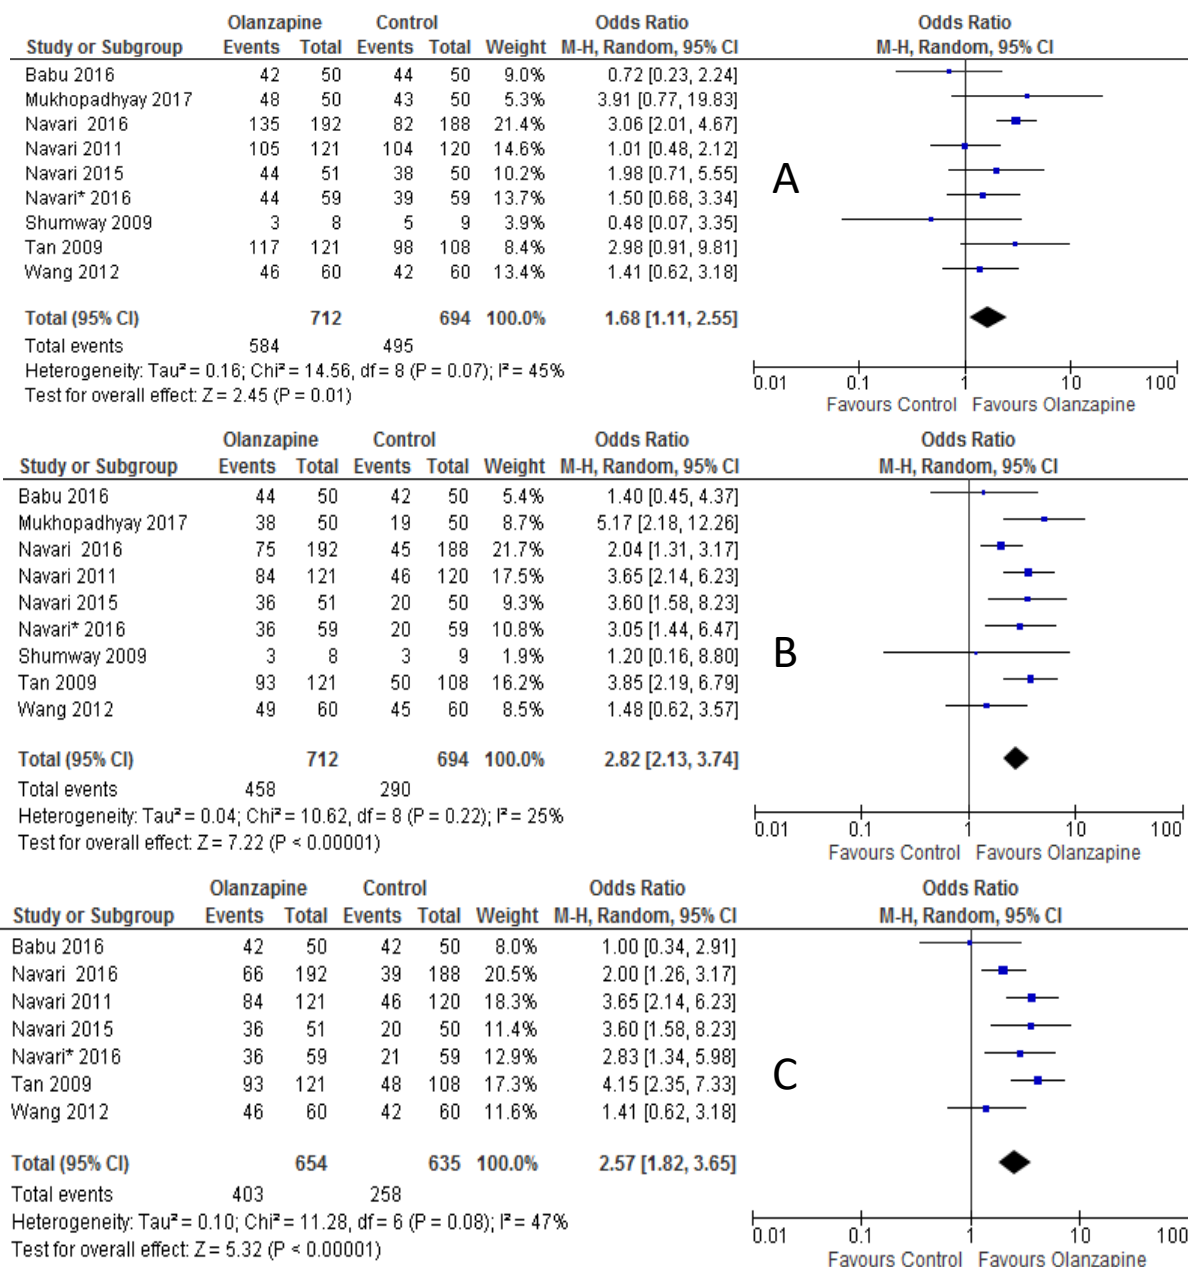 Olanzapine Control Odds Ratio Odds Ratio
Study or Subgroup Events Total Events Total Weight M-H, Random, 95% CI M-H, Random, 95% CI
Babu 2016 42 50 44 50 9.0% 0.72 [0.23, 2.24]
Mukhopadhyay 2017 48 50 43 50 5.3% 3.91 [0.77, 19.83]
Navari 2016 135 192 82 188 21.4% 3.06 [2.01, 4.67]
Navari 2011 105 121 104 120 14.6% 1.01 [0.48, 2.12]
Navari 2015 44 51 38 50 10.2% 1.98 [0.71, 5.55]
A
Navari* 2016 44 59 39 59 13.7% 1.50 [0.68, 3.34]
Shumway 2009 3 8 5 9 3.9% 0.48 [0.07, 3.35]
Tan 2009 117 121 98 108 8.4% 2.98 [0.91, 9.81]
Wang 2012 46 60 42 60 13.4% 1.41 [0.62, 3.18]
Total (95% CI) 712 694 100.0% 1.68 [1.11, 2.55]
Total events 584 495
Heterogeneity: Tau² = 0.16; Chi² = 14.56, df = 8 (P = 0.07); I² = 45%
Test for overall effect: Z = 2.45 (P = 0.01)
0.01 0.1 1 10 100
Favours Control Favours Olanzapine
Olanzapine Control Odds Ratio Odds Ratio
Study or Subgroup Events Total Events Total Weight M-H, Random, 95% CI M-H, Random, 95% CI
Babu 2016 44 50 42 50 5.4% 1.40 [0.45, 4.37]
Mukhopadhyay 2017 38 50 19 50 8.7% 5.17 [2.18, 12.26]
Navari 2016 75 192 45 188 21.7% 2.04 [1.31, 3.17]
Navari 2011 84 121 46 120 17.5% 3.65 [2.14, 6.23]
Navari 2015 36 51 20 50 9.3% 3.60 [1.58, 8.23]
Navari* 2016 36 59 20 59 10.8% 3.05 [1.44, 6.47]
Shumway 2009 3 8 3 9 1.9% 1.20 [0.16, 8.80]
B
Tan 2009 93 121 50 108 16.2% 3.85 [2.19, 6.79]
Wang 2012 49 60 45 60 8.5% 1.48 [0.62, 3.57]
Total (95% CI) 712 694 100.0% 2.82 [2.13, 3.74]
Total events 458 290
Heterogeneity: Tau² = 0.04; Chi² = 10.62, df = 8 (P = 0.22); I² = 25%
Test for overall effect: Z = 7.22 (P < 0.00001)
0.01 0.1 1 10 100
Favours Control Favours Olanzapine
Olanzapine Control Odds Ratio Odds Ratio
Study or Subgroup Events Total Events Total Weight M-H, Random, 95% CI M-H, Random, 95% CI
Babu 2016 42 50 42 50 8.0% 1.00 [0.34, 2.91]
Navari 2016 66 192 39 188 20.5% 2.00 [1.26, 3.17]
Navari 2011 84 121 46 120 18.3% 3.65 [2.14, 6.23]
Navari 2015 36 51 20 50 11.4% 3.60 [1.58, 8.23]
Navari* 2016 36 59 21 59 12.9% 2.83 [1.34, 5.98]
C
Tan 2009 93 121 48 108 17.3% 4.15 [2.35, 7.33]
Wang 2012 46 60 42 60 11.6% 1.41 [0.62, 3.18]
Total (95% CI) 654 635 100.0% 2.57 [1.82, 3.65]
Total events 403 258
Heterogeneity: Tau² = 0.10; Chi² = 11.28, df = 6 (P = 0.08); I² = 47%
Test for overall effect: Z = 5.32 (P < 0.00001)
0.01 0.1 1 10 100
Favours Control Favours Olanzapine